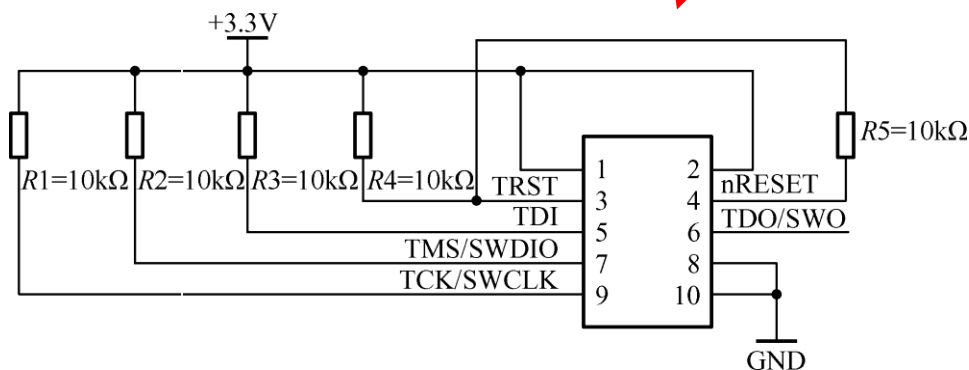 +3.3V
R1=10kΩ
R2=10kΩ
R3=10kΩ
R4=10kΩ
R5=10kΩ
TRST
TDI
TMS/SWDIO
TCK/SWCLK
1
3
5
7
9
2
4
6
8
10
nRESET
TDO/SWO
GND